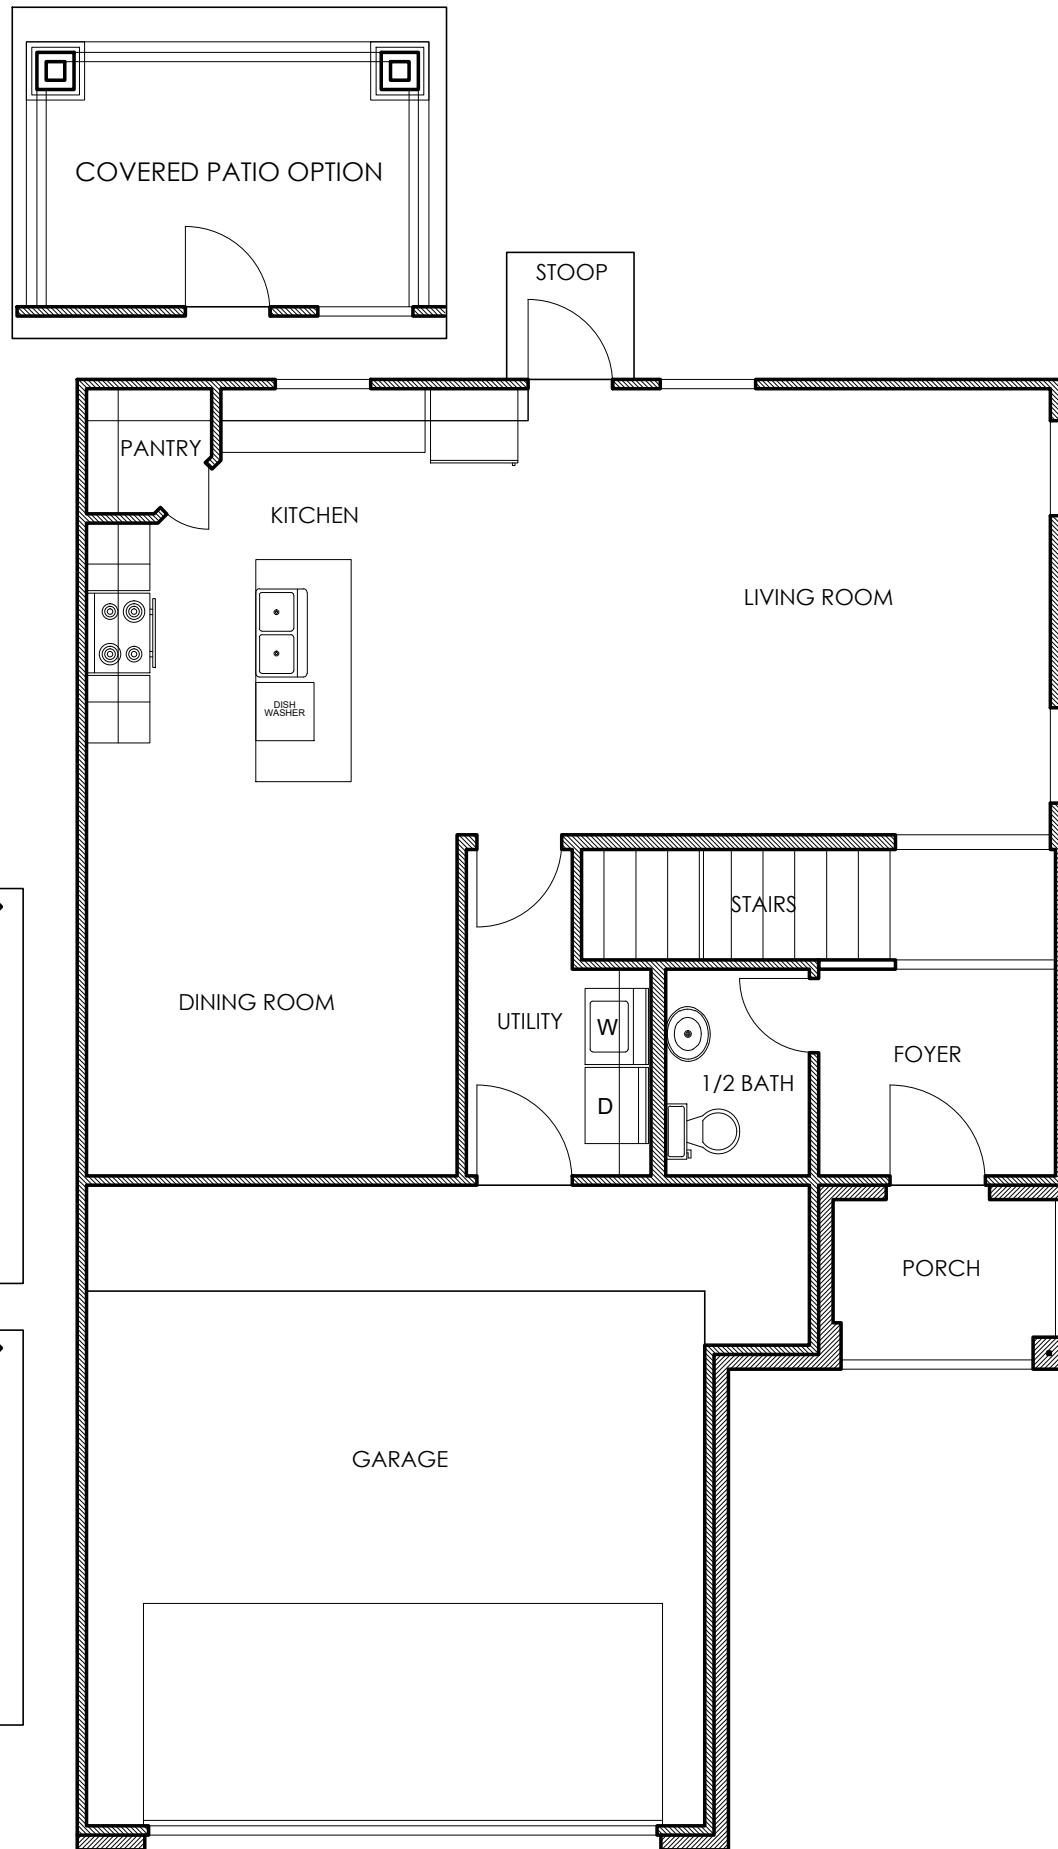 COVERED PATIO OPTION
STOOP
PANTRY
KITCHEN
LIVING ROOM
DISH
WASHER
STAIRS
DINING ROOM
UTILITY
W
FOYER
1/2 BATH
D
PORCH
GARAGE